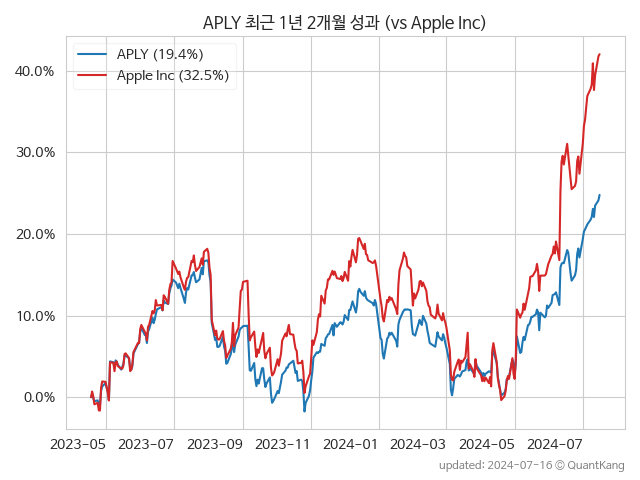 APLY 최근 1년 2개월 성과 (vs Apple Inc)
APLY (19.4%)
Apple Inc (32.5%)
40.0%
30.0%
20.0%
10.0%
0.0%
2023-05 2023-07 2023-09 2023-11 2024-01 2024-03 2024-05 2024-07
updated: 2024-07-16 © QuantKang